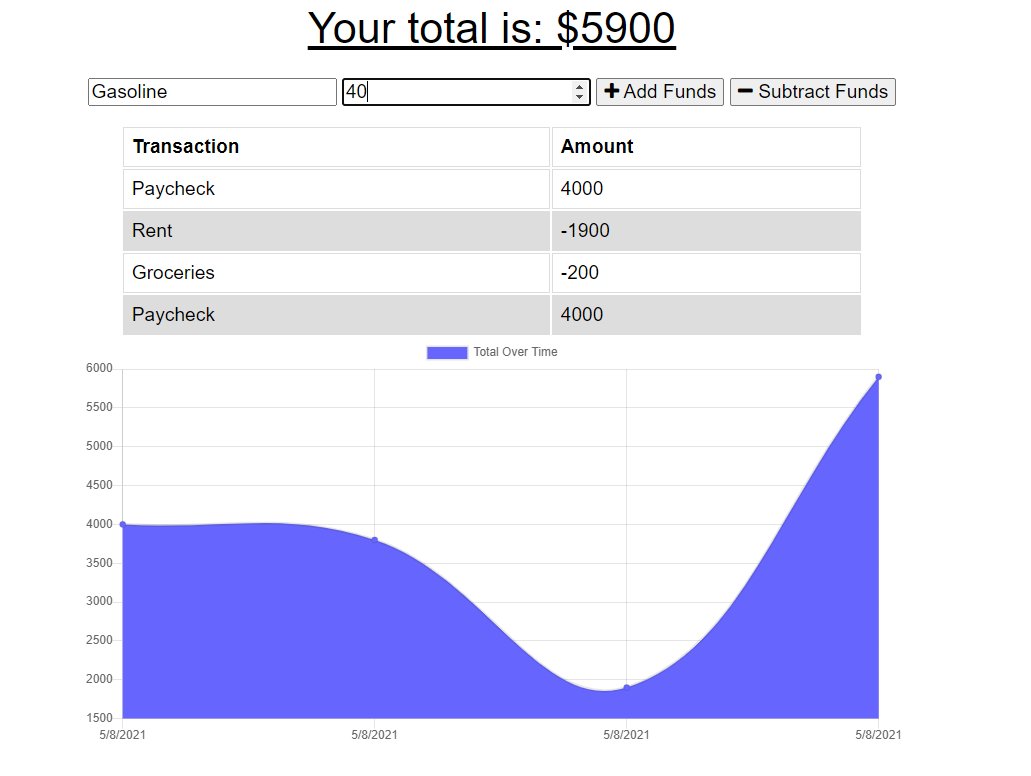 Your total is: $5900
Gasoline 40 Add Funds Subtract Funds
Transaction Amount
Paycheck 4000
Rent -1900
Groceries -200
Paycheck 4000
Total Over Time
6000
5500
5000
4500
4000
3500
3000
2500
2000
1500
5/8/2021 5/8/2021 5/8/2021 5/8/2021